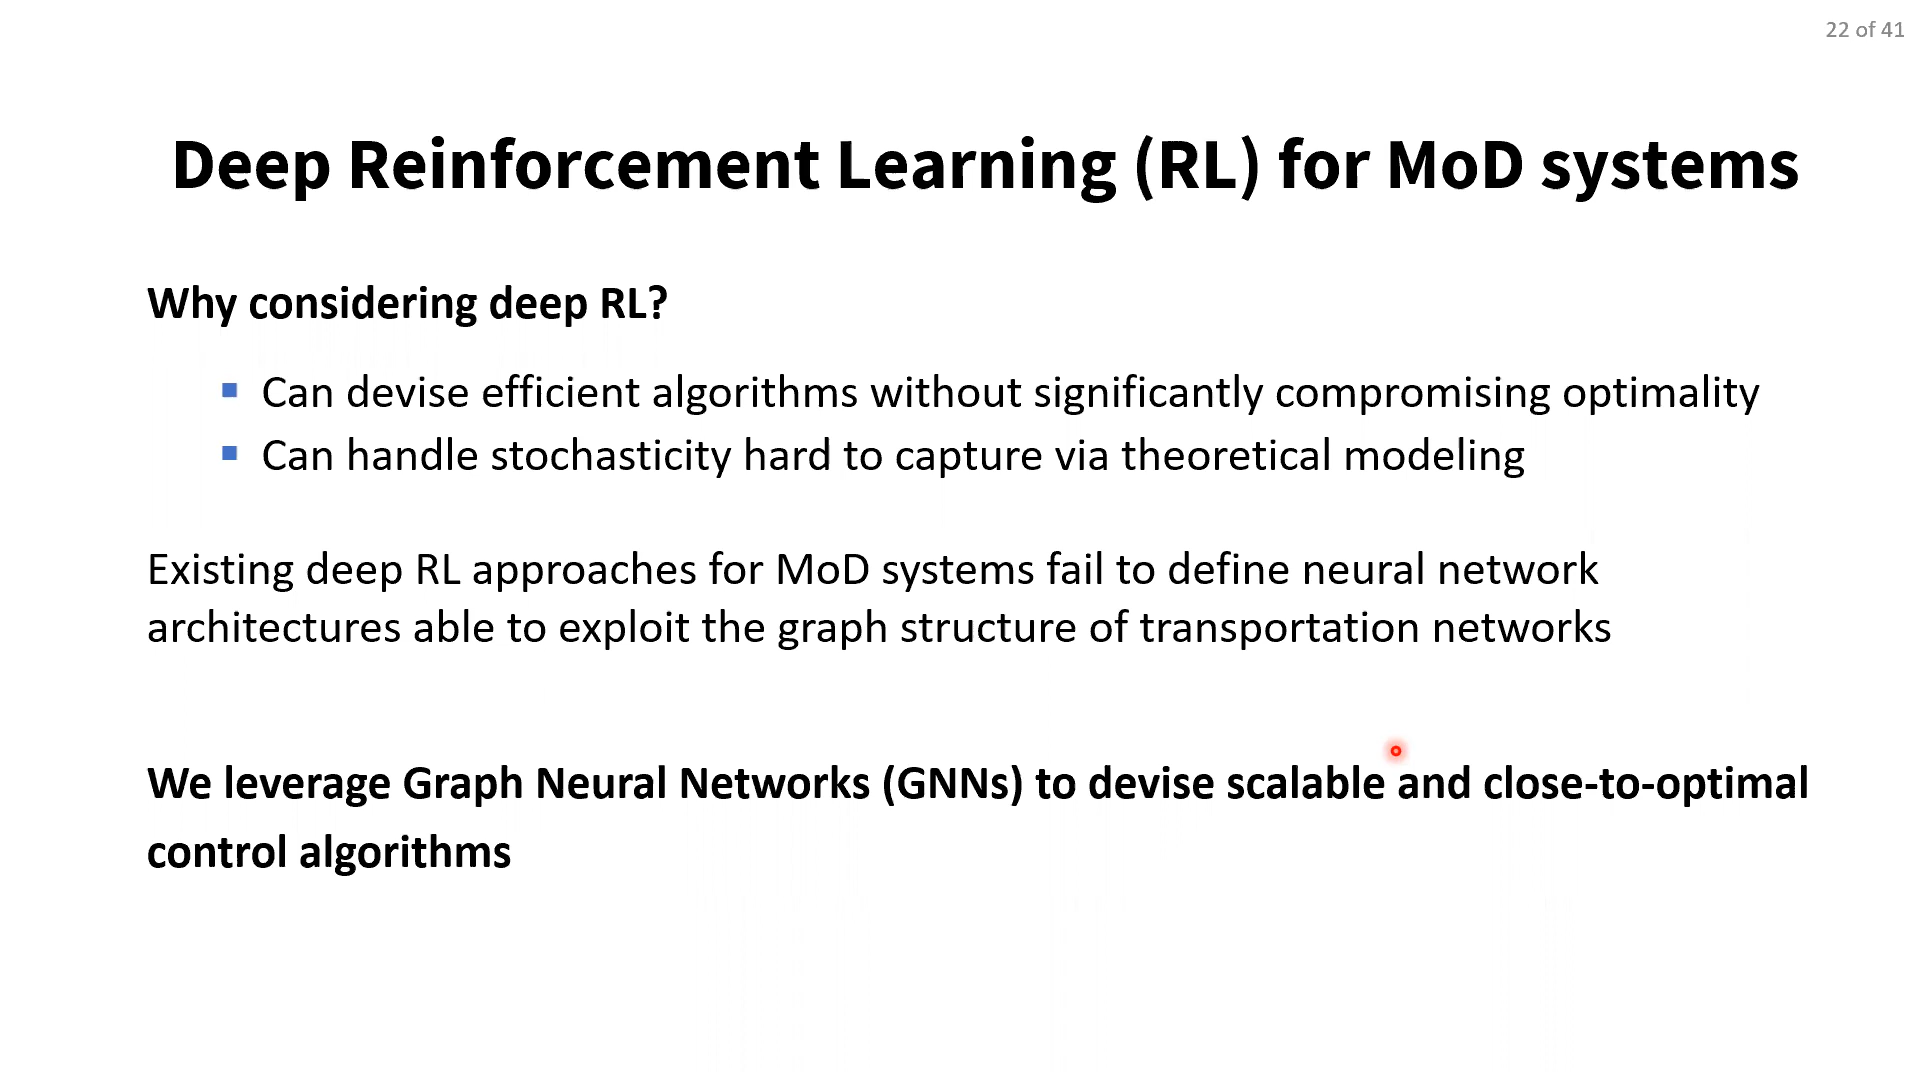 22 of 41
Deep Reinforcement Learning (RL) for MoD systems
Why considering deep RL?
▪ Can devise efficient algorithms without significantly compromising optimality
▪ Can handle stochasticity hard to capture via theoretical modeling
Existing deep RL approaches for MoD systems fail to define neural network
architectures able to exploit the graph structure of transportation networks
We leverage Graph Neural Networks (GNNs) to devise scalable and close-to-optimal
control algorithms